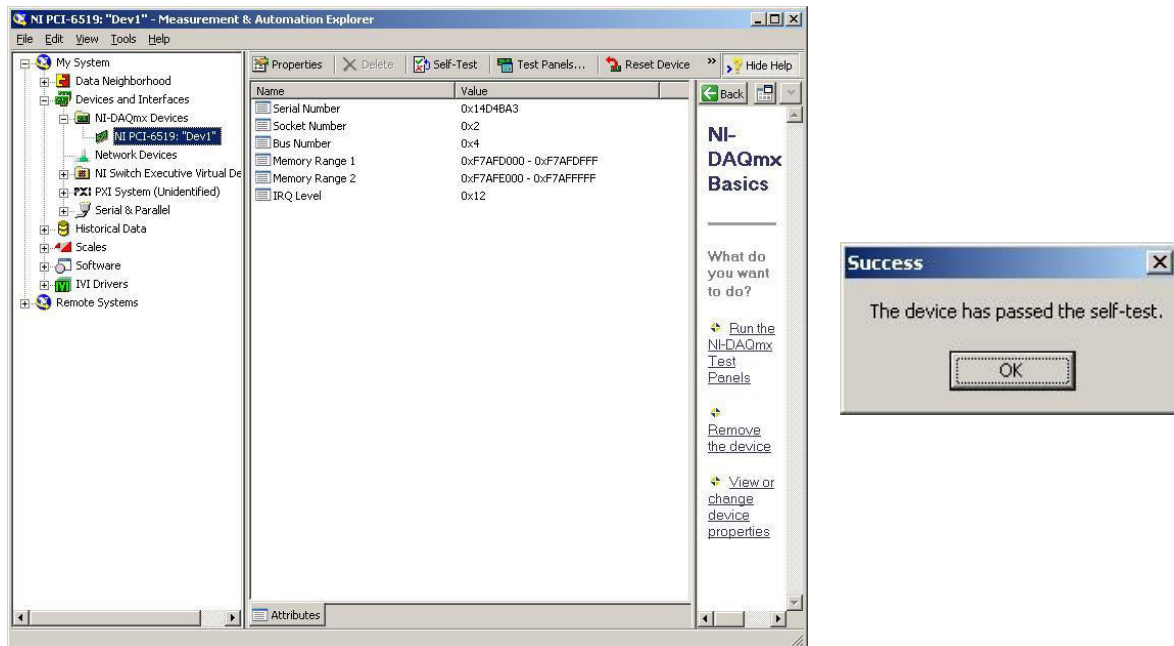 NI PCI-6519: "Dev1" - Measurement & Automation Explorer
File Edit View Tools Help
My System
Data Neighborhood
Devices and Interfaces
NI-DAQmx Devices
NI PCI-6519: "Dev1"
Network Devices
NI Switch Executive Virtual De
PXI PXI System (Unidentified)
Serial & Parallel
Historical Data
Scales
Software
IVI Drivers
Remote Systems
Properties Delete Self-Test Test Panels... Reset Device » Hide Help
Name Value
Serial Number 0x14D4BA3
Socket Number 0x2
Bus Number 0x4
Memory Range 1 0xF7AFD000 - 0xF7AFDFFF
Memory Range 2 0xF7AFE000 - 0xF7AFFFFF
IRQ Level 0x12
Attributes
Back
NI-
DAQmx
Basics
What do
you want
to do?
Run the
NI-DAQmx
Test
Panels
Remove
the device
View or
change
device
properties
Success
The device has passed the self-test.
OK